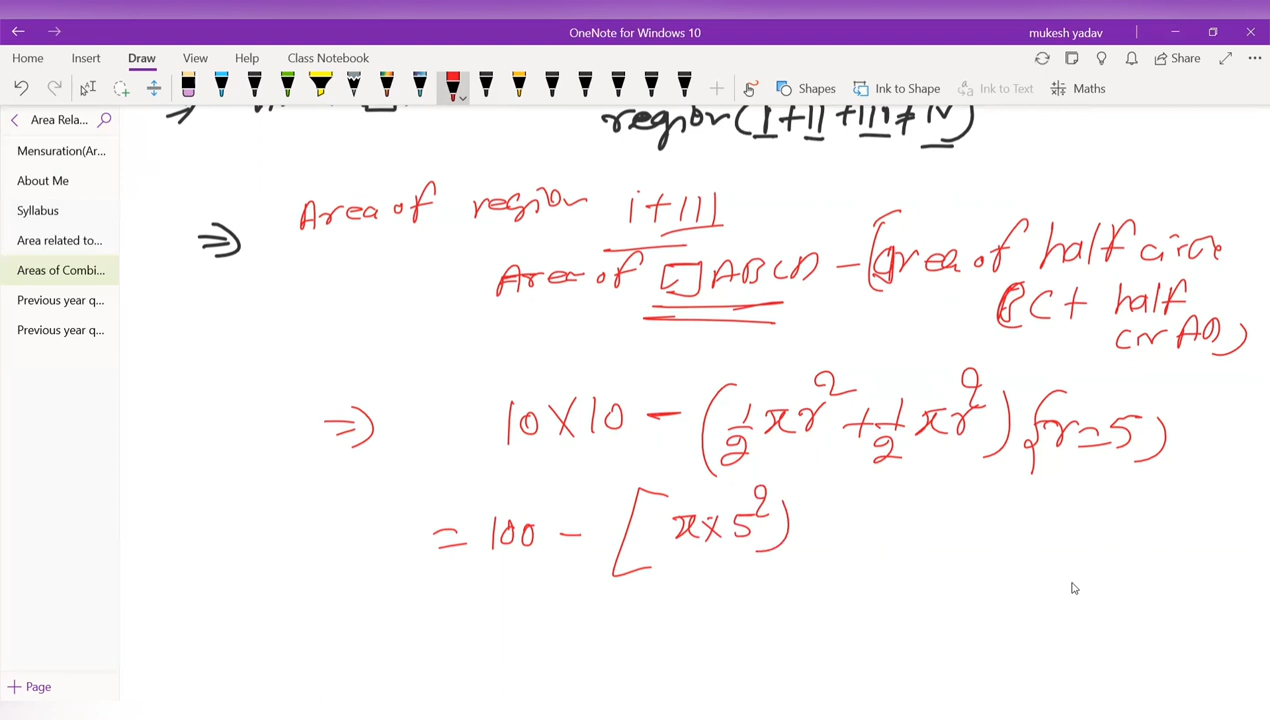 OneNote for Windows 10
mukesh yadav
Home Insert Draw View Help Class Notebook
Share
Shapes Ink to Shape Ink to Text Maths
Area Rela...
Mensuration(Ar...
About Me
Syllabus
Area related to...
Areas of Combi...
Previous year q...
Previous year q...
Page
region (I + II + III + IV)
⇒ Area of region i + III
Area of □ ABCD - (area of half circle
BC + half
cir AD)
⇒ 10 X 10 - (1/2 πr² + 1/2 πr²) {r = 5)
= 100 - [π × 5²)